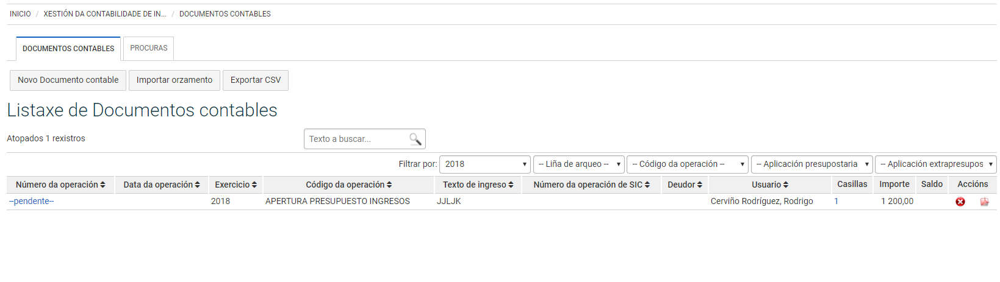 INICIO / XESTIÓN DA CONTABILIDADE DE IN... / DOCUMENTOS CONTABLES
DOCUMENTOS CONTABLES PROCURAS
Novo Documento contable Importar orzamento Exportar CSV
Listaxe de Documentos contables
Atopados 1 rexistros Texto a buscar...
Filtrar por: 2018 -- Liña de arqueo -- -- Código da operación -- -- Aplicación presupostaria -- Aplicación extrapresupos
Número da operación Data da operación Exercicio Código da operación Texto de ingreso Número da operación de SIC Deudor Usuario Casillas Importe Saldo Accións
--pendente-- 2018 APERTURA PRESUPUESTO INGRESOS JJLJK Cerviño Rodríguez, Rodrigo 1 1 200,00